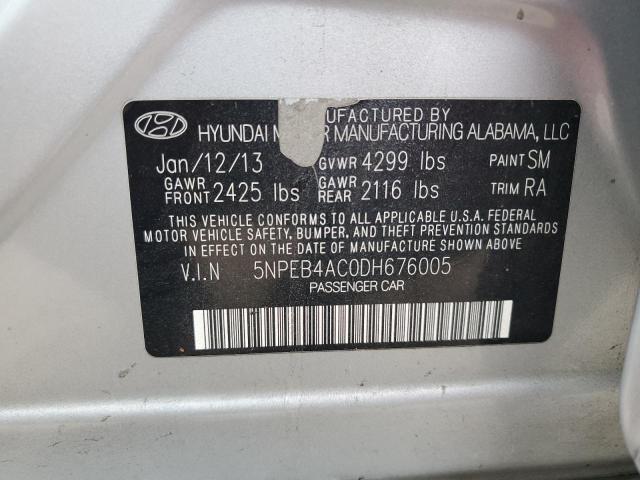 MANUFACTURED BY
HYUNDAI MOTOR MANUFACTURING ALABAMA, LLC
Jan/12/13 GVWR 4299 lbs PAINT SM
GAWR FRONT 2425 lbs GAWR REAR 2116 lbs TRIM RA
THIS VEHICLE CONFORMS TO ALL APPLICABLE U.S.A. FEDERAL
MOTOR VEHICLE SAFETY, BUMPER, AND THEFT PREVENTION STANDARDS
IN EFFECT ON THE DATE OF MANUFACTURE SHOWN ABOVE.
V.I.N 5NPEB4AC0DH676005
PASSENGER CAR